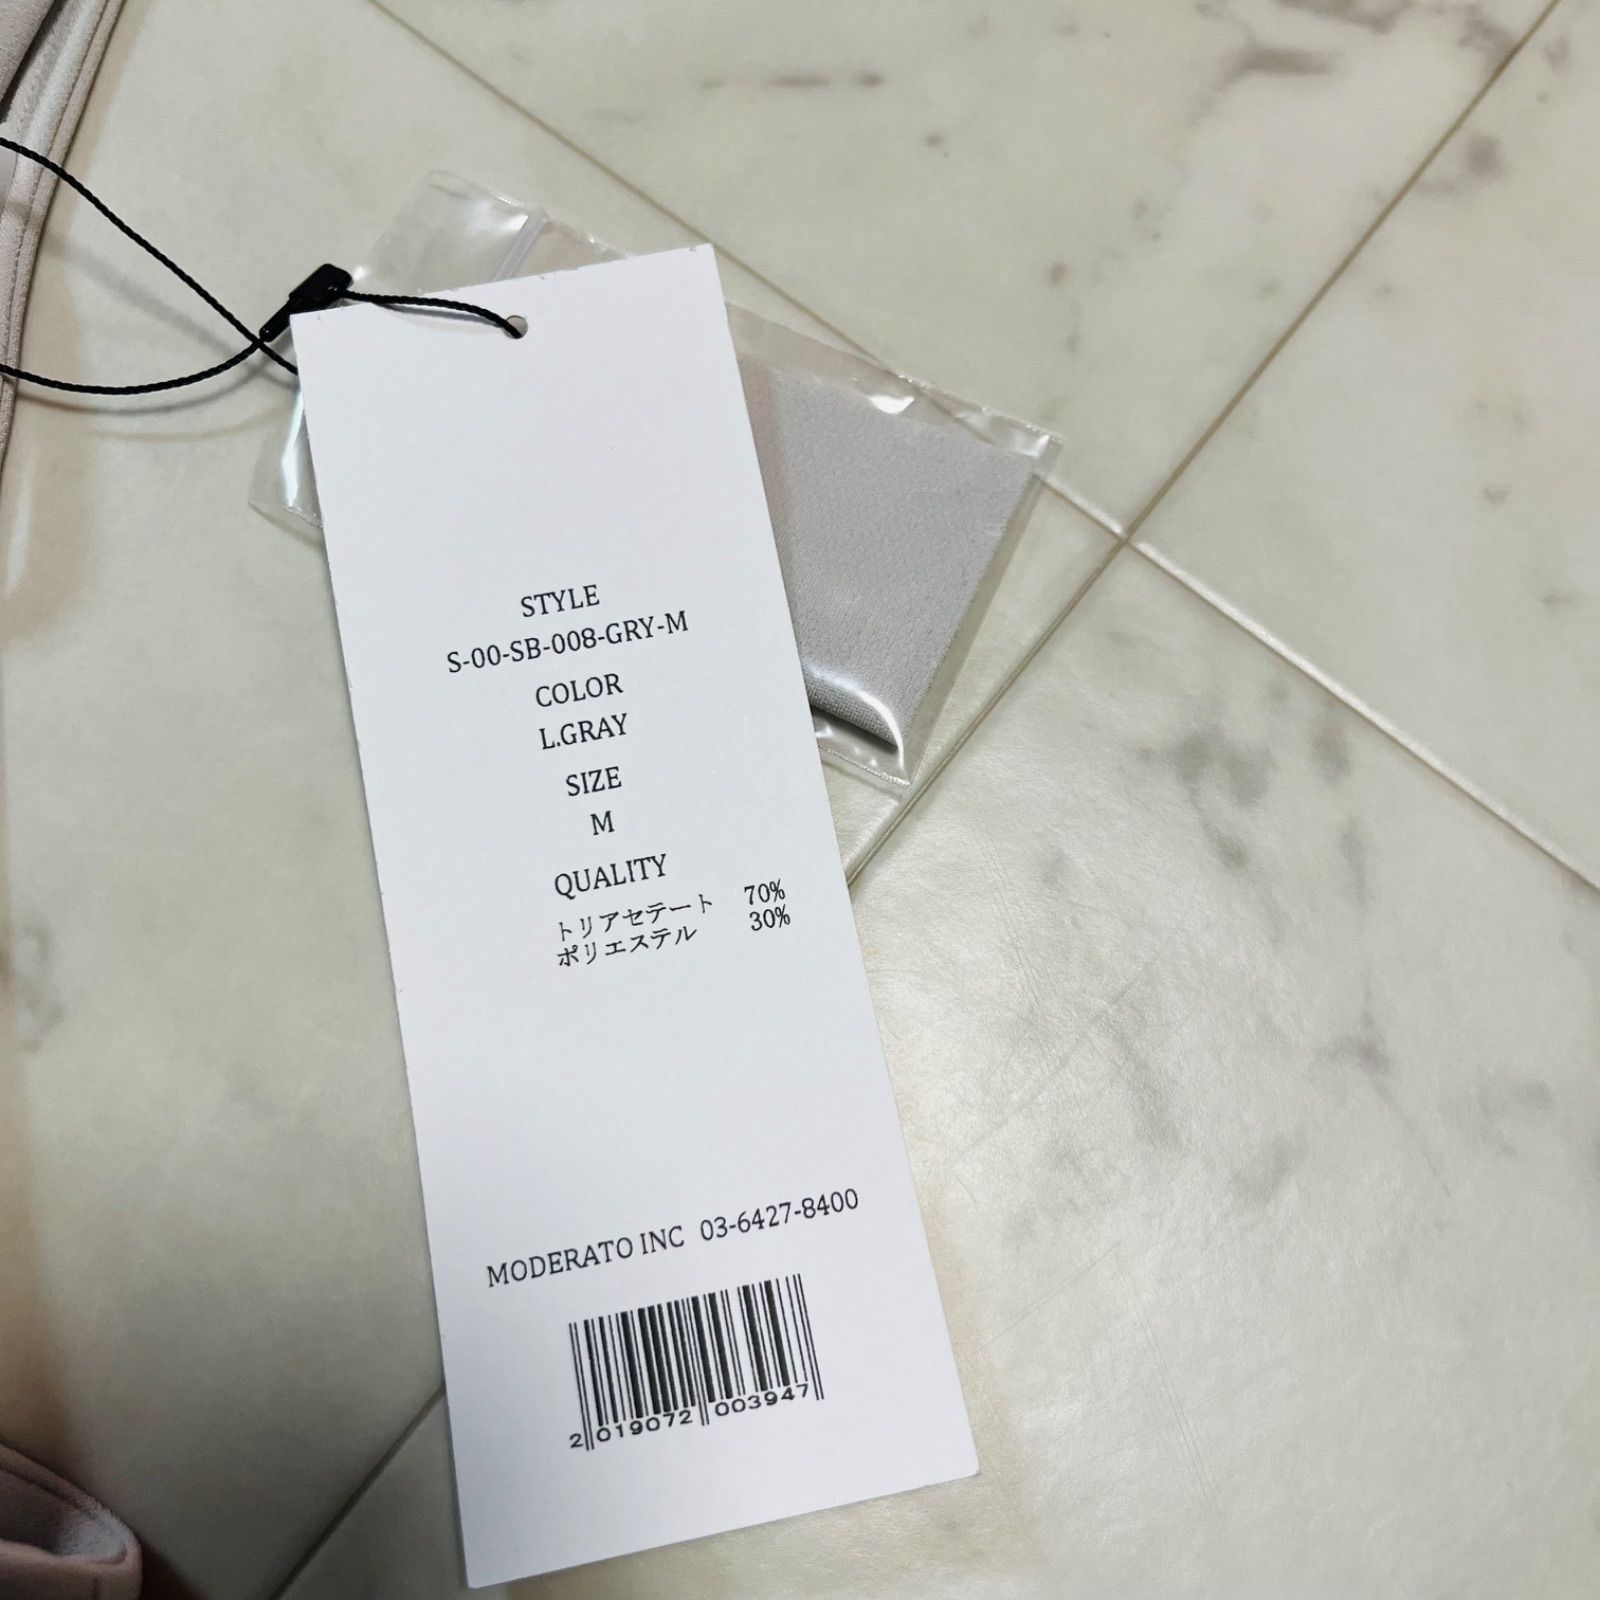 STYLE
S-00-SB-008-GRY-M
COLOR
L.GRAY
SIZE
M
QUALITY
トリアセテート 70%
ポリエステル 30%
MODERATO INC 03-6427-8400
2 019072 003947